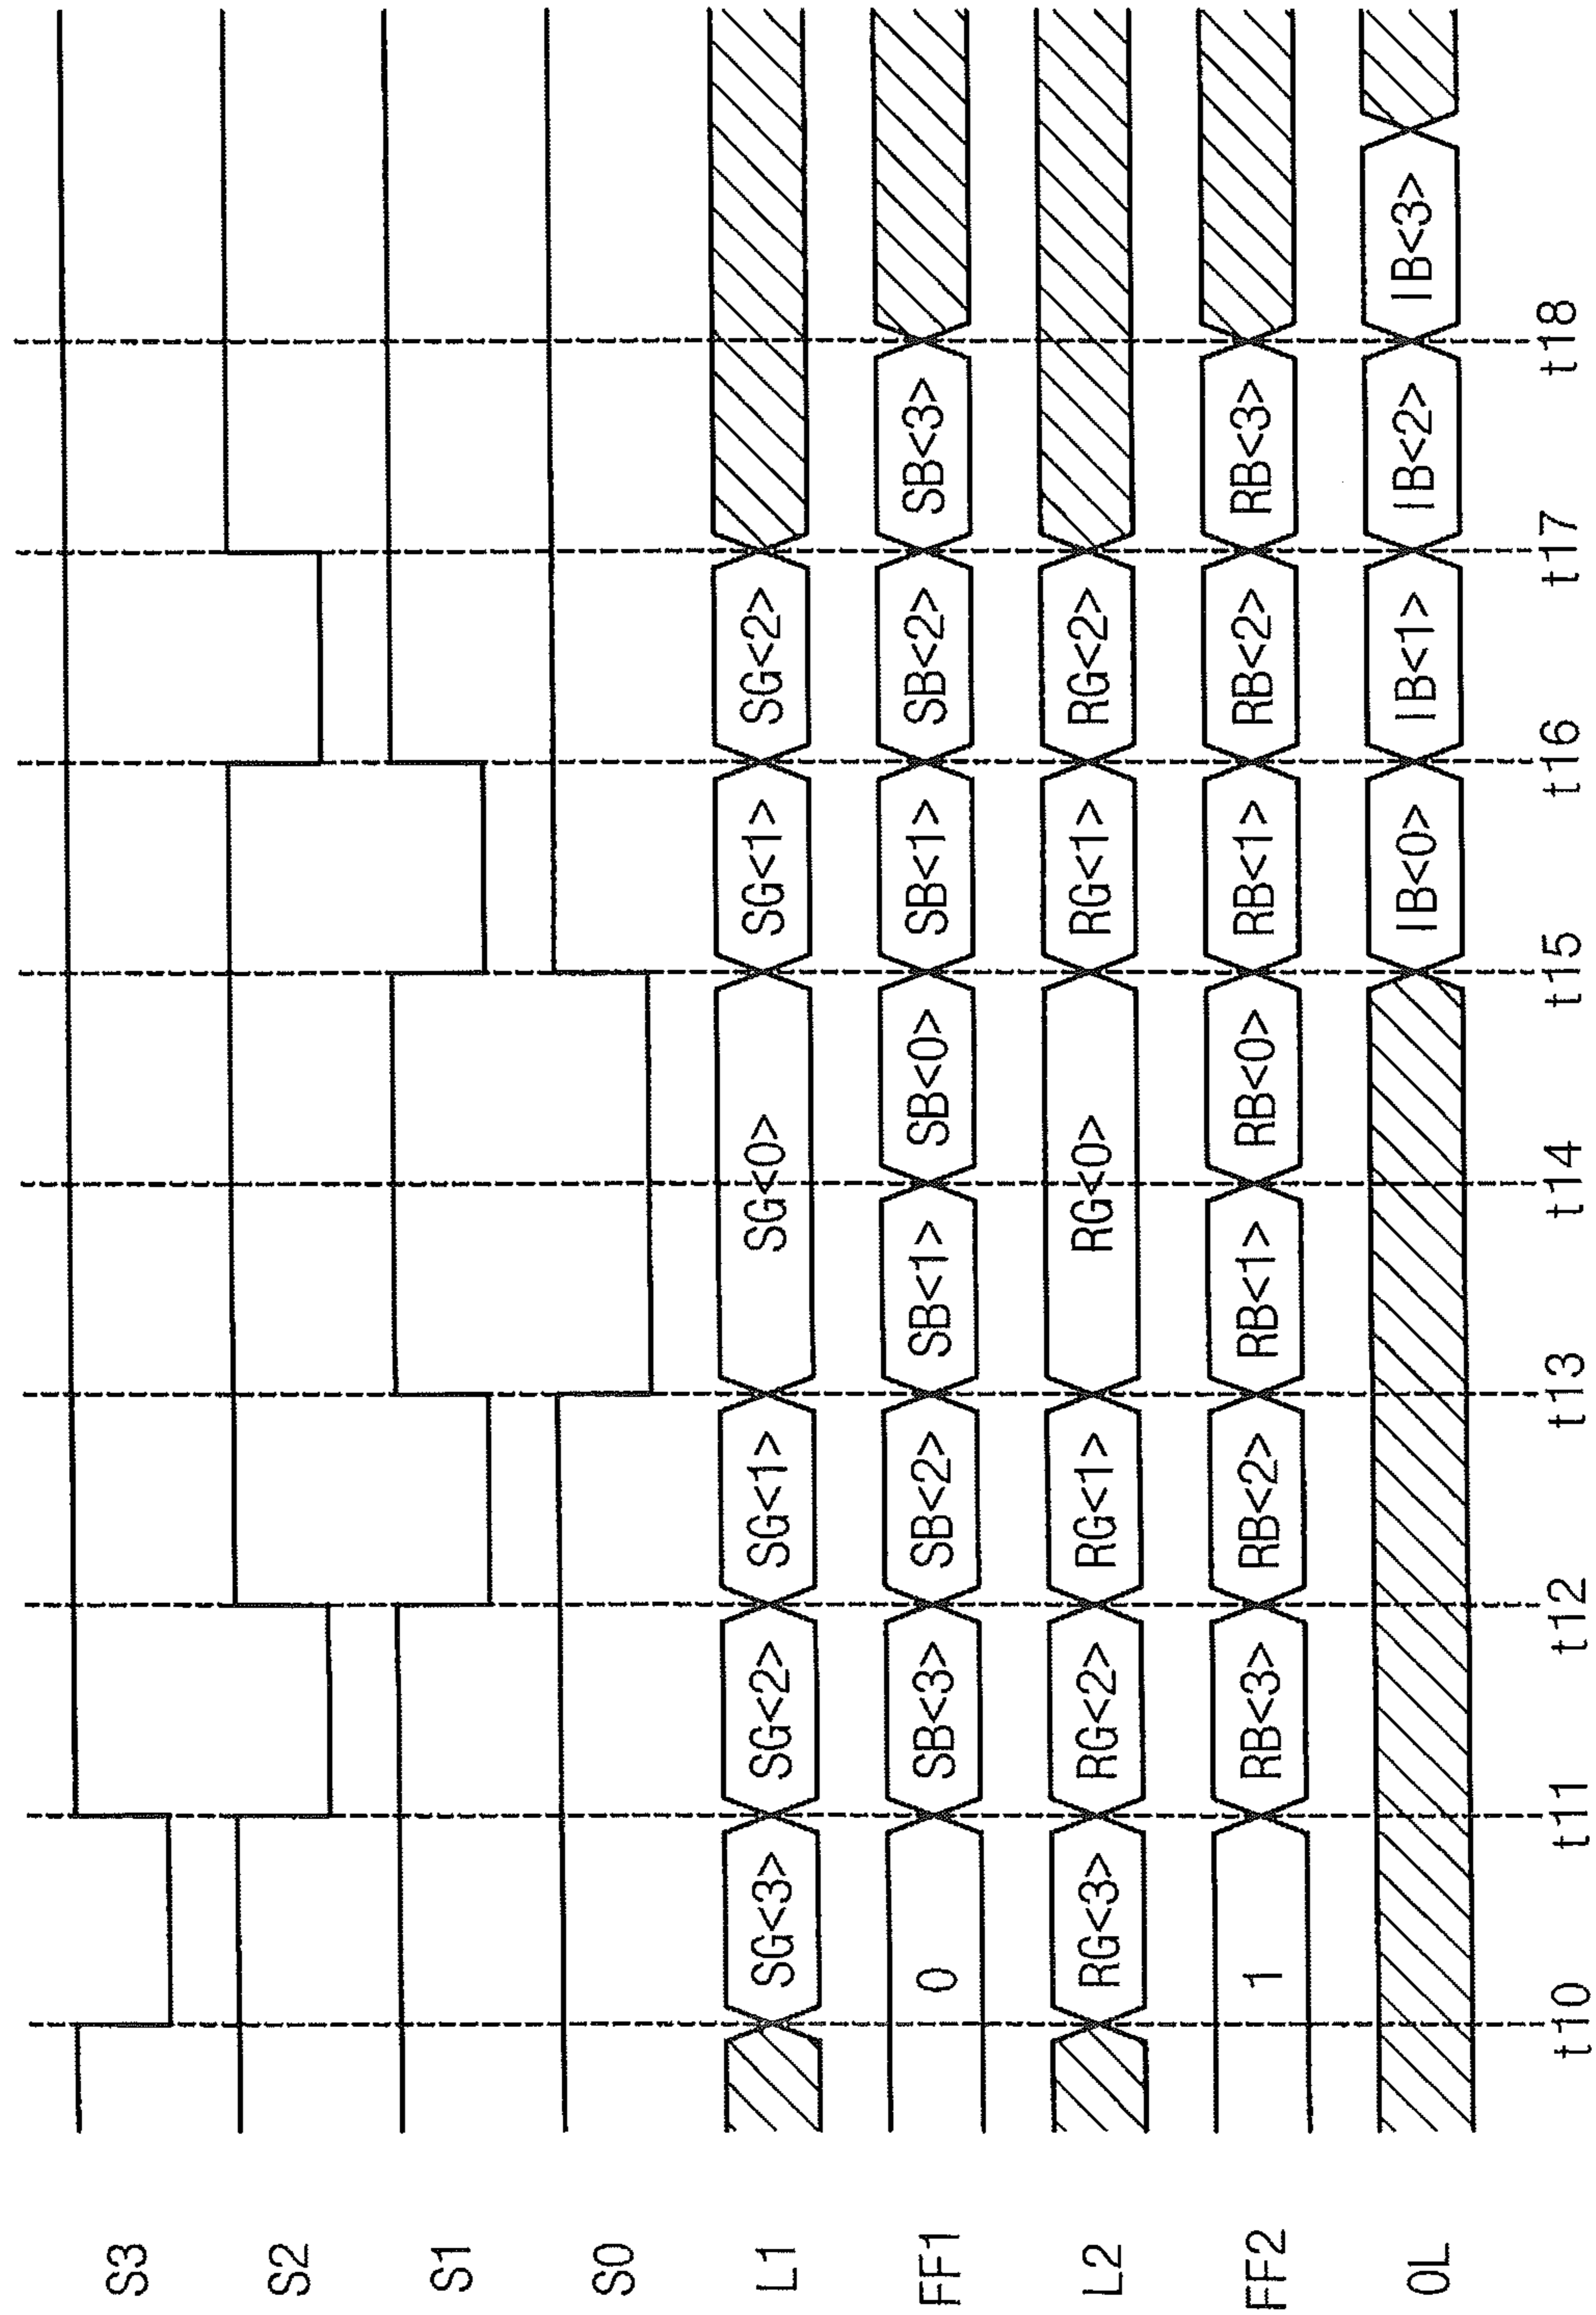 S3
S2
S1
S0
L1 SG<3> SG<2> SG<1> SG<0> SG<1> SG<2>
FF1 0 SB<3> SB<2> SB<1> SB<0> SB<1> SB<2> SB<3>
L2 RG<3> RG<2> RG<1> RG<0> RG<1> RG<2>
FF2 1 RB<3> RB<2> RB<1> RB<0> RB<1> RB<2> RB<3>
OL IB<0> IB<1> IB<2> IB<3>
t10 t11 t12 t13 t14 t15 t16 t17 t18